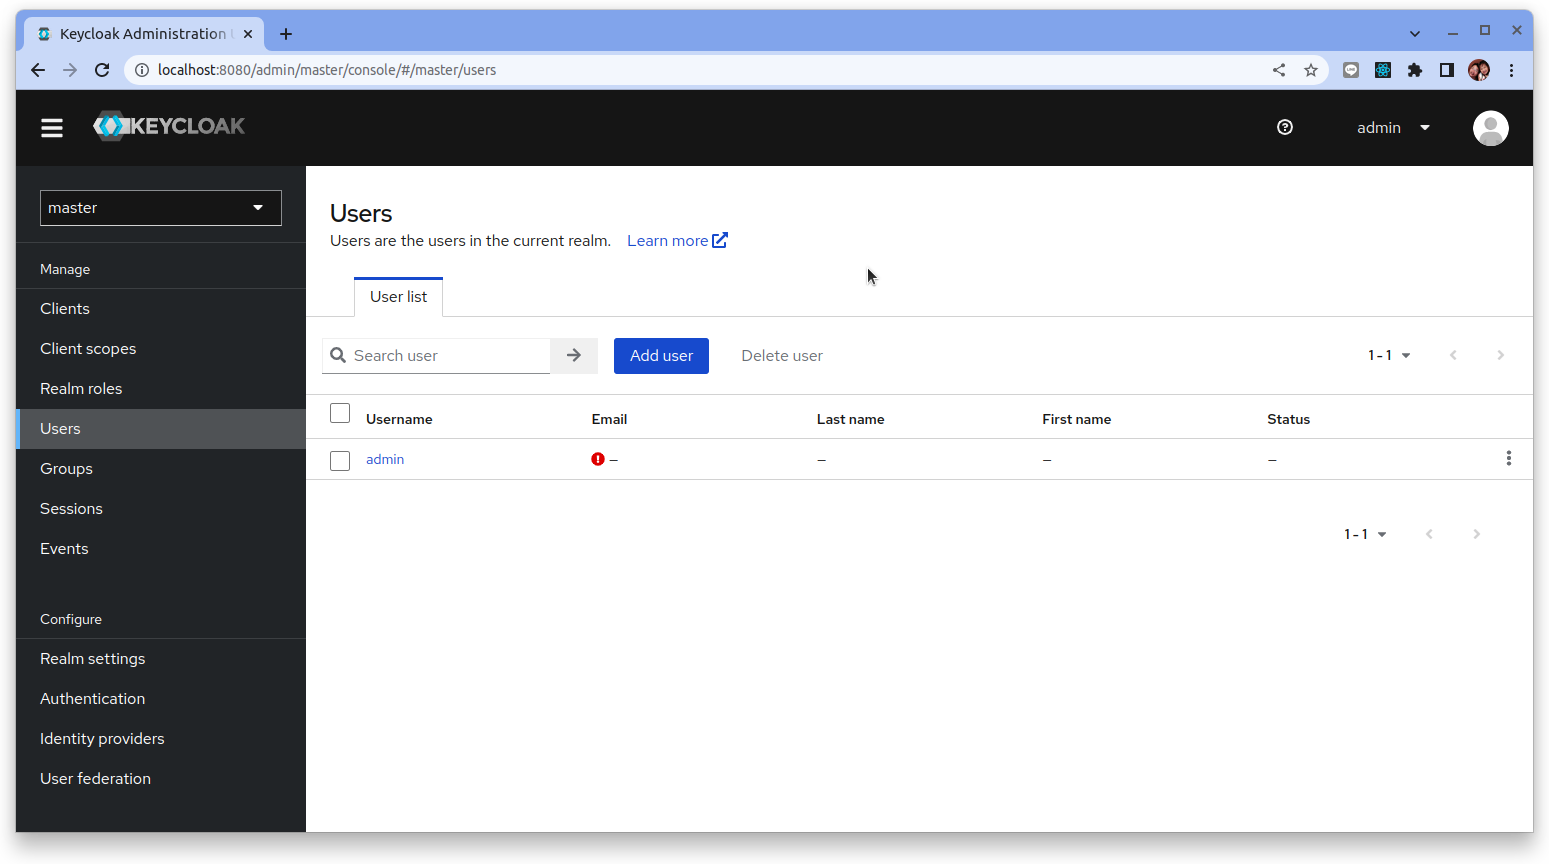 Keycloak Administration
localhost:8080/admin/master/console/#/master/users
KEYCLOAK
admin
master
Manage
Clients
Client scopes
Realm roles
Users
Groups
Sessions
Events
Configure
Realm settings
Authentication
Identity providers
User federation
Users
Users are the users in the current realm. Learn more
User list
Search user Add user Delete user 1 - 1
Username Email Last name First name Status
admin – – – –
1 - 1